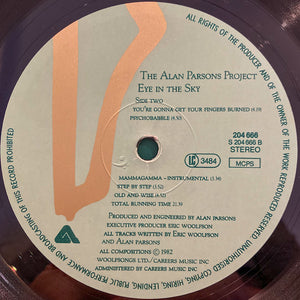 ALL RIGHTS OF THE PRODUCER AND OF THE OWNER OF THE WORK REPRODUCED RESERVED. UNAUTHORISED COPYING, HIRING, LENDING, PUBLIC PERFORMANCE AND BROADCASTING OF THIS RECORD PROHIBITED
THE ALAN PARSONS PROJECT
EYE IN THE SKY
SIDE TWO
YOU'RE GONNA GET YOUR FINGERS BURNED (4.19)
PSYCHOBABBLE (4.50)
204 666
S 204 666 B
STEREO
LC 3484
MCPS
MAMMAGAMMA - INSTRUMENTAL (3.34)
STEP BY STEP (3.52)
OLD AND WISE (4.52)
TOTAL RUNNING TIME 21.39
PRODUCED AND ENGINEERED BY ALAN PARSONS
EXECUTIVE PRODUCER ERIC WOOLFSON
ALL TRACKS WRITTEN BY ERIC WOOLFSON
AND ALAN PARSONS
ALL COMPOSITIONS © 1982
WOOLFSONGS LTD./CAREERS MUSIC INC
ADMINISTERED BY CAREERS MUSIC INC